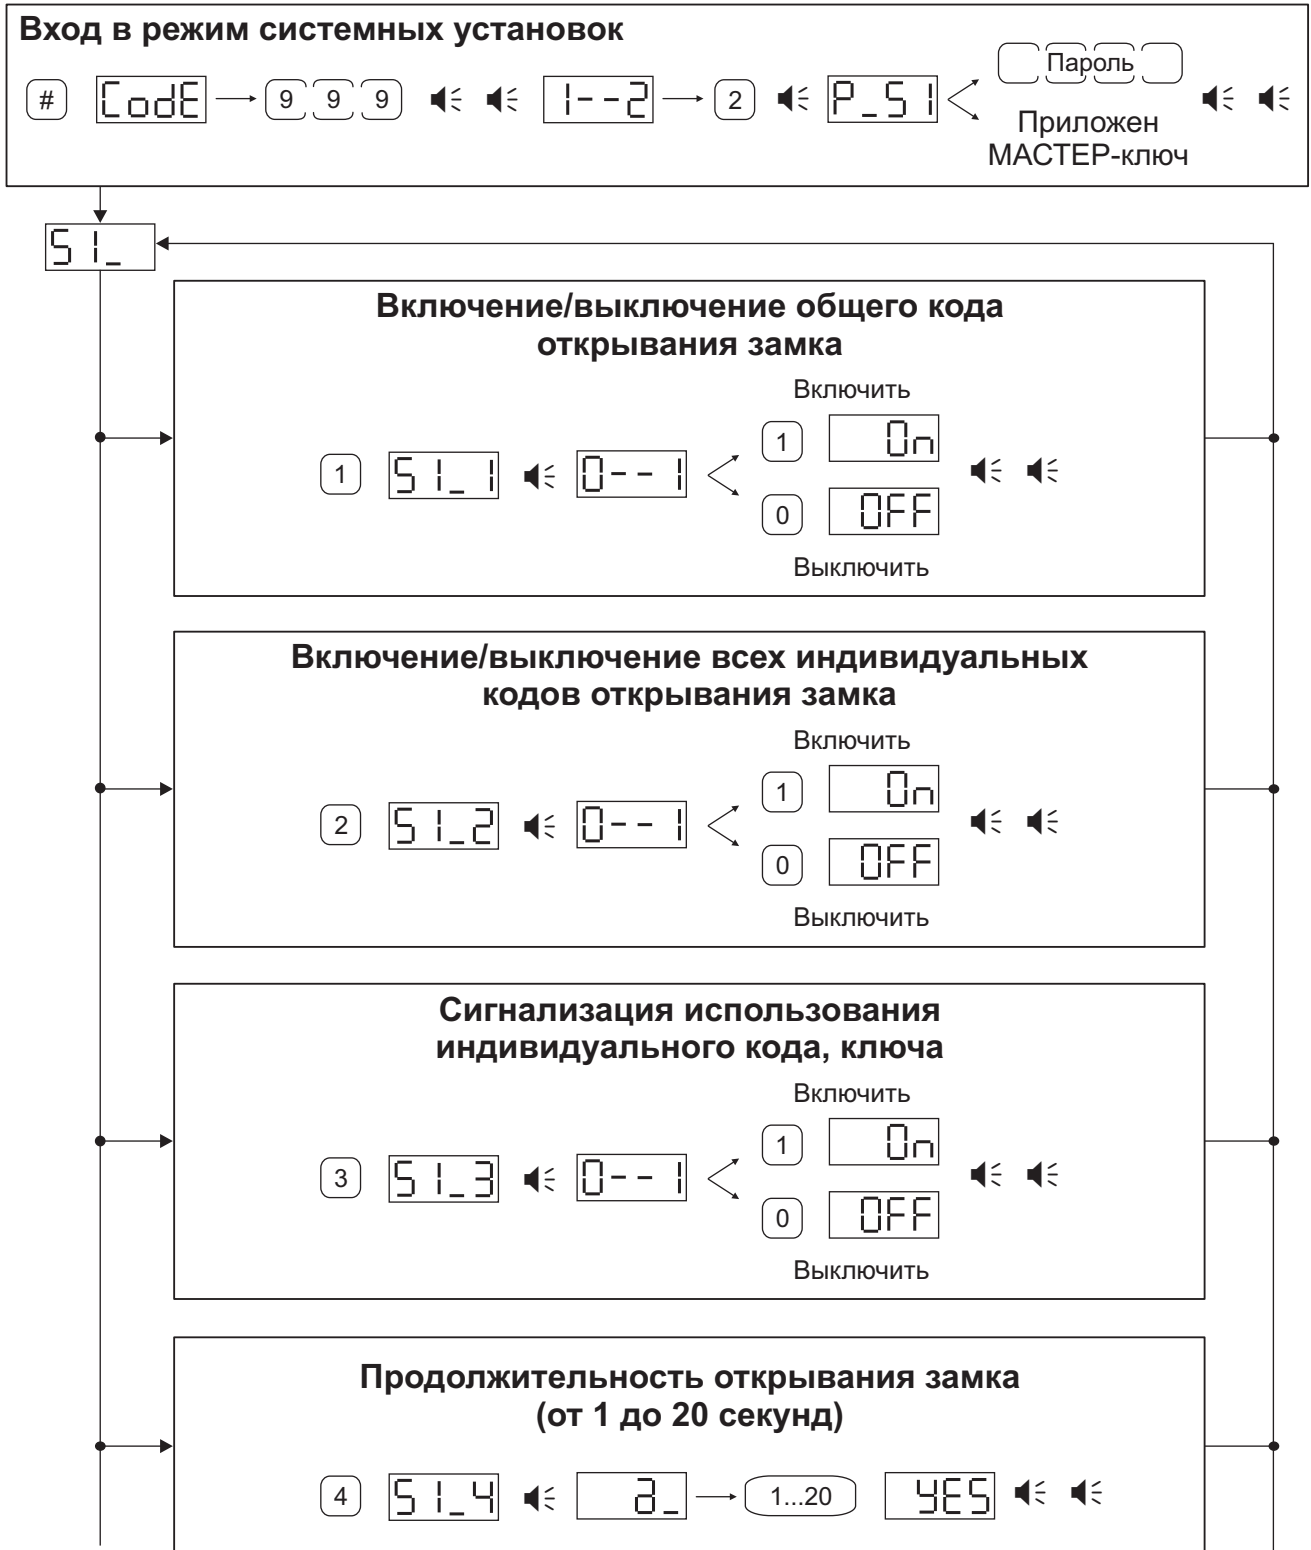 Вход в режим системных установок
# CodE 9 9 9 1--2 2 P_S1 Пароль
Приложен
МАСТЕР-ключ
S1_
Включение/выключение общего кода
открывания замка
Включить
1 S1_1 0--1 1 On
0 OFF
Выключить
Включение/выключение всех индивидуальных
кодов открывания замка
Включить
2 S1_2 0--1 1 On
0 OFF
Выключить
Сигнализация использования
индивидуального кода, ключа
Включить
3 S1_3 0--1 1 On
0 OFF
Выключить
Продолжительность открывания замка
(от 1 до 20 секунд)
4 S1_4 2_ 1...20 YES